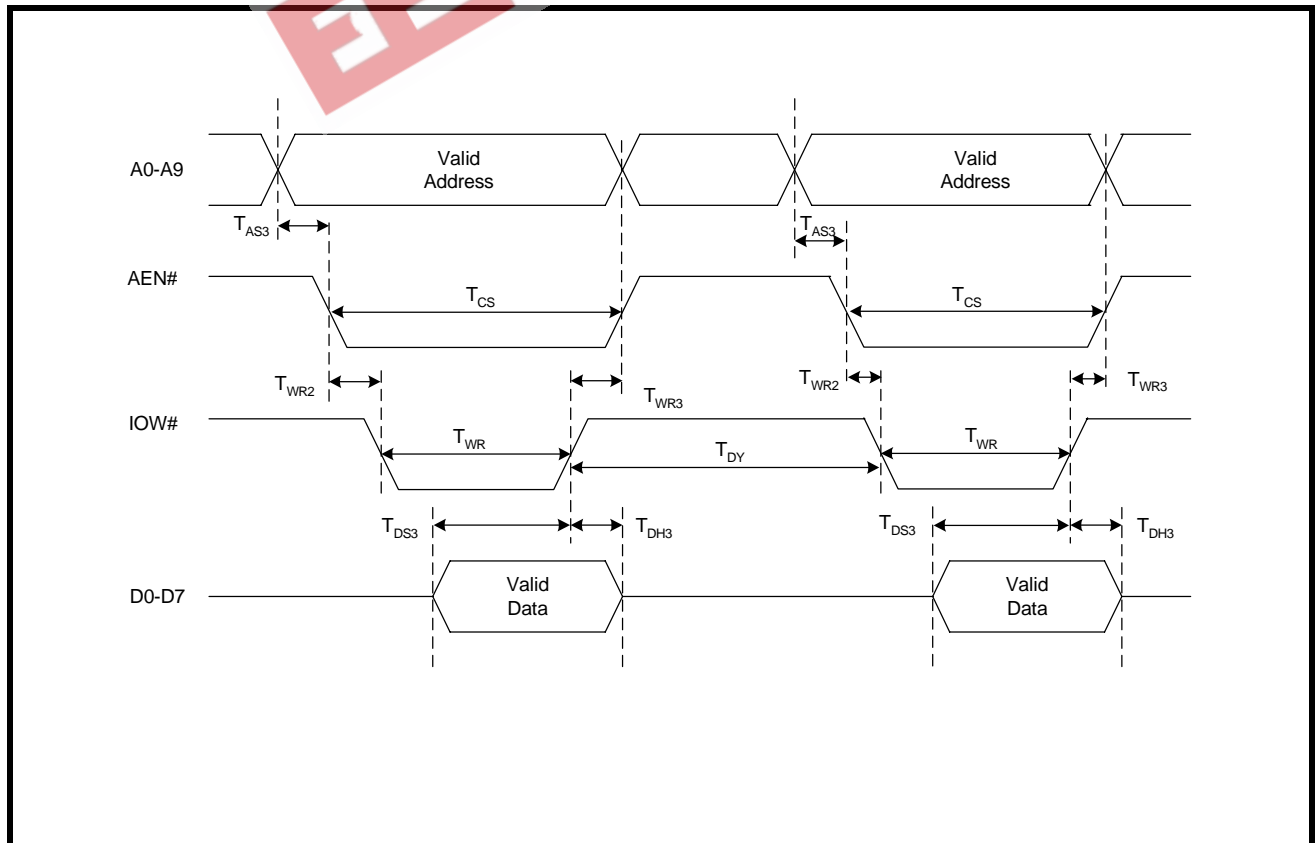 A0-A9
Valid
Address
Valid
Address
TAS3
TAS3
AEN#
TCS
TCS
TWR2
TWR3
TWR2
TWR3
IOW#
TWR
TDY
TWR
TDS3
TDH3
TDS3
TDH3
D0-D7
Valid
Data
Valid
Data